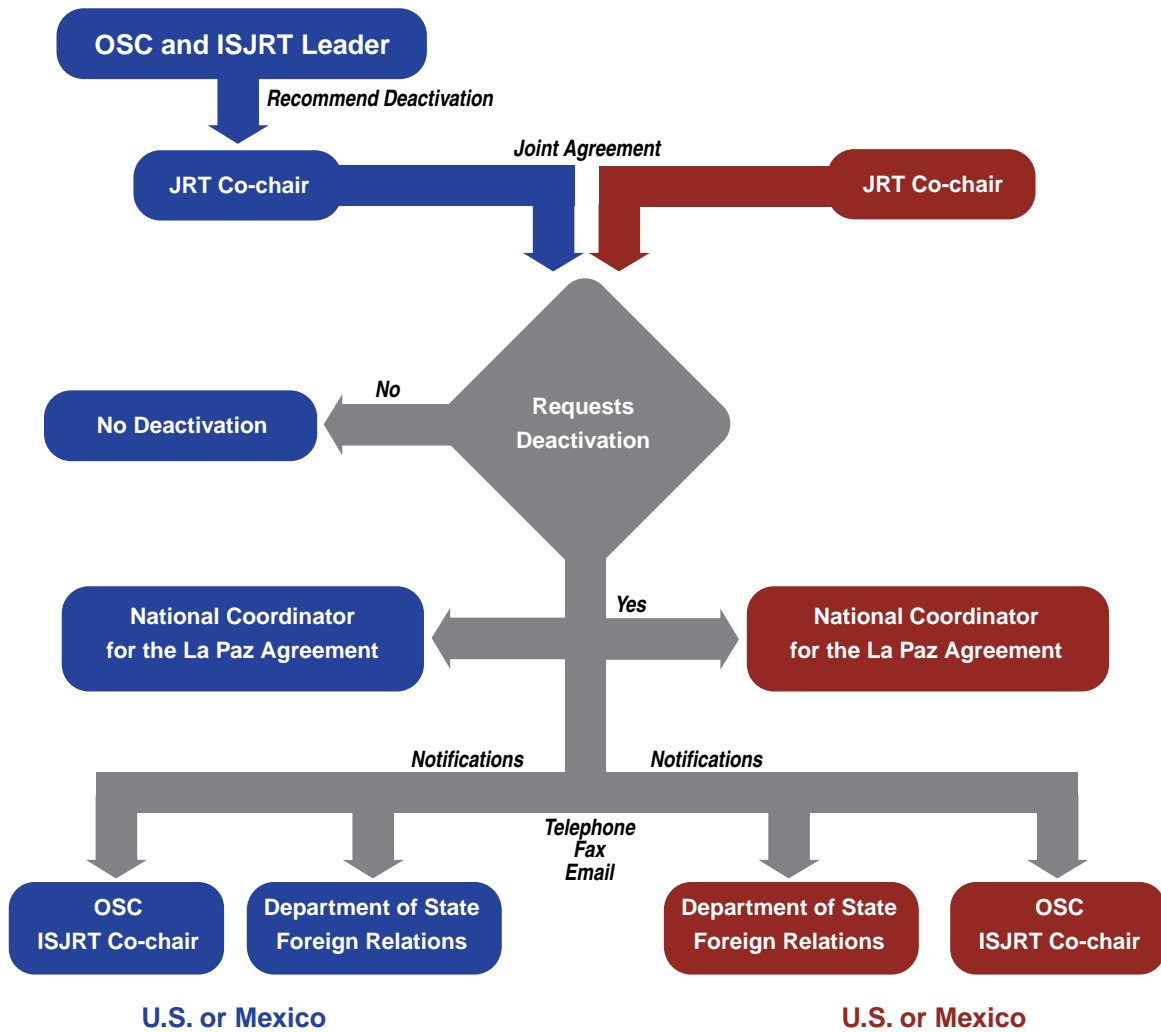 OSC and ISJRT Leader
Recommend Deactivation
Joint Agreement
JRT Co-chair
JRT Co-chair
No
Requests
Deactivation
No Deactivation
National Coordinator
for the La Paz Agreement
Yes
National Coordinator
for the La Paz Agreement
Notifications
Notifications
Telephone
Fax
Email
OSC
ISJRT Co-chair
Department of State
Foreign Relations
Department of State
Foreign Relations
OSC
ISJRT Co-chair
U.S. or Mexico
U.S. or Mexico